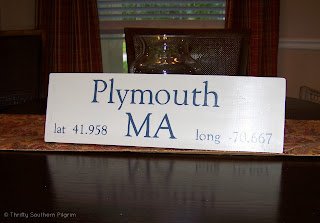 Plymouth
lat 41.958 MA long -70.667
© Thrifty Southern Pilgrim